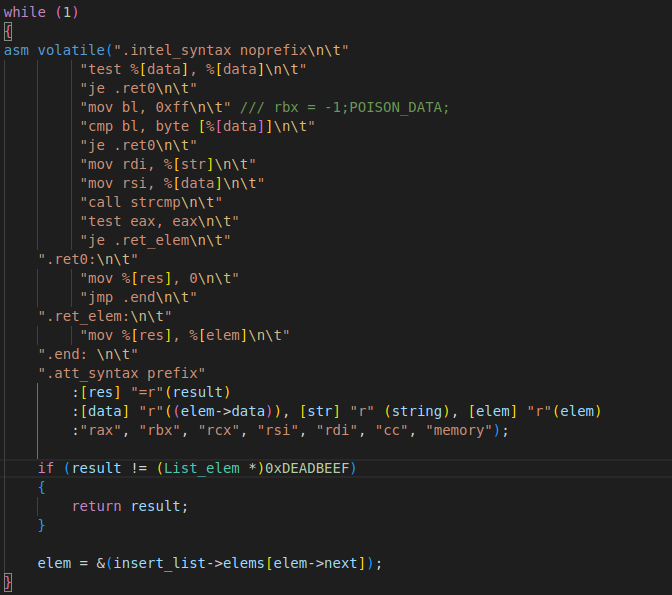 while (1)
{
asm volatile(".intel_syntax noprefix\n\t"
"test %[data], %[data]\n\t"
"je .ret0\n\t"
"mov bl, 0xff\n\t" /// rbx = -1;POISON_DATA;
"cmp bl, byte [%[data]]\n\t"
"je .ret0\n\t"
"mov rdi, %[str]\n\t"
"mov rsi, %[data]\n\t"
"call strcmp\n\t"
"test eax, eax\n\t"
"je .ret_elem\n\t"
".ret0:\n\t"
"mov %[res], 0\n\t"
"jmp .end\n\t"
".ret_elem:\n\t"
"mov %[res], %[elem]\n\t"
".end: \n\t"
".att_syntax prefix"
:[res] "=r"(result)
:[data] "r"((elem->data)), [str] "r" (string), [elem] "r"(elem)
:"rax", "rbx", "rcx", "rsi", "rdi", "cc", "memory");
if (result != (List_elem *)0xDEADBEEF)
{
return result;
}
elem = &(insert_list->elems[elem->next]);
}